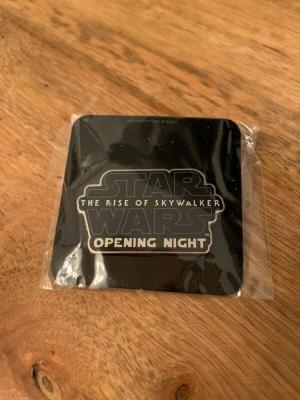 STAR
THE RISE OF SKYWALKER
WARS
OPENING NIGHT